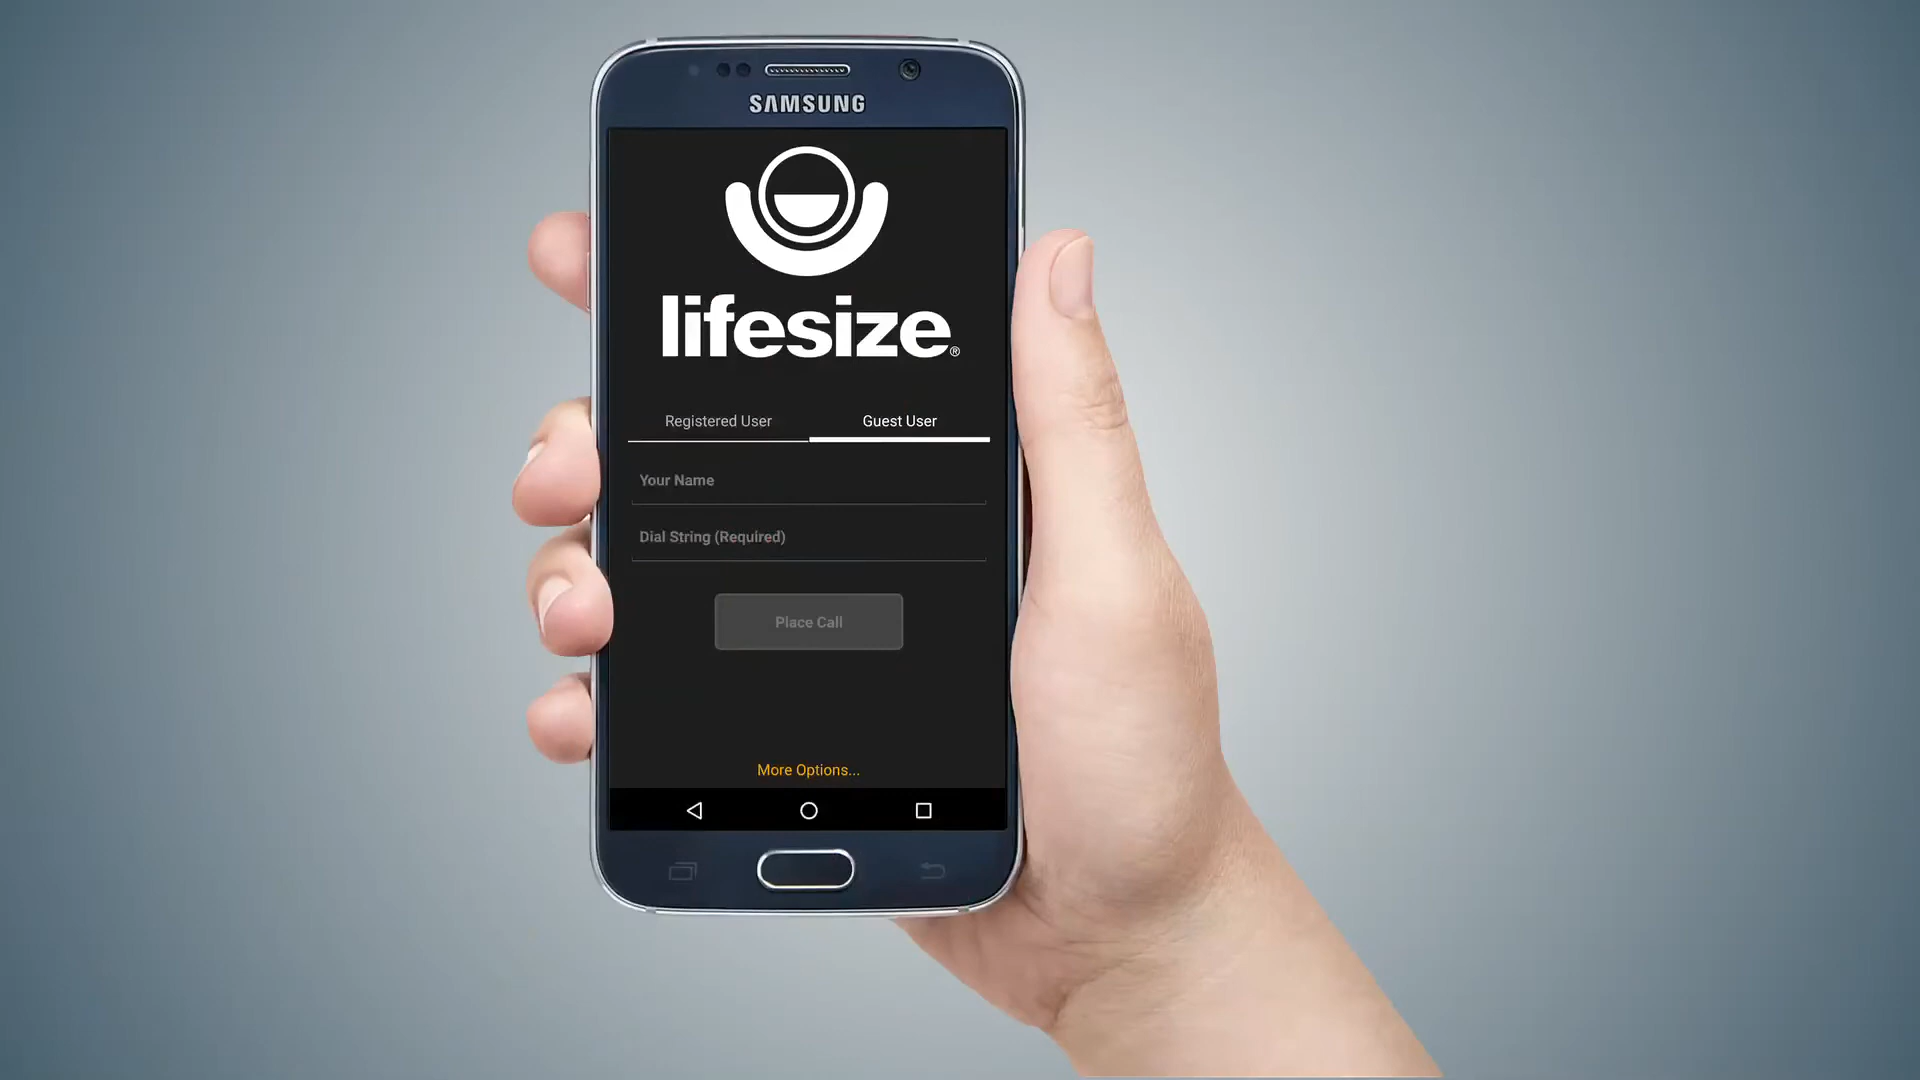 SAMSUNG
lifesize®
Registered User Guest User
Your Name
Dial String (Required)
Place Call
More Options...